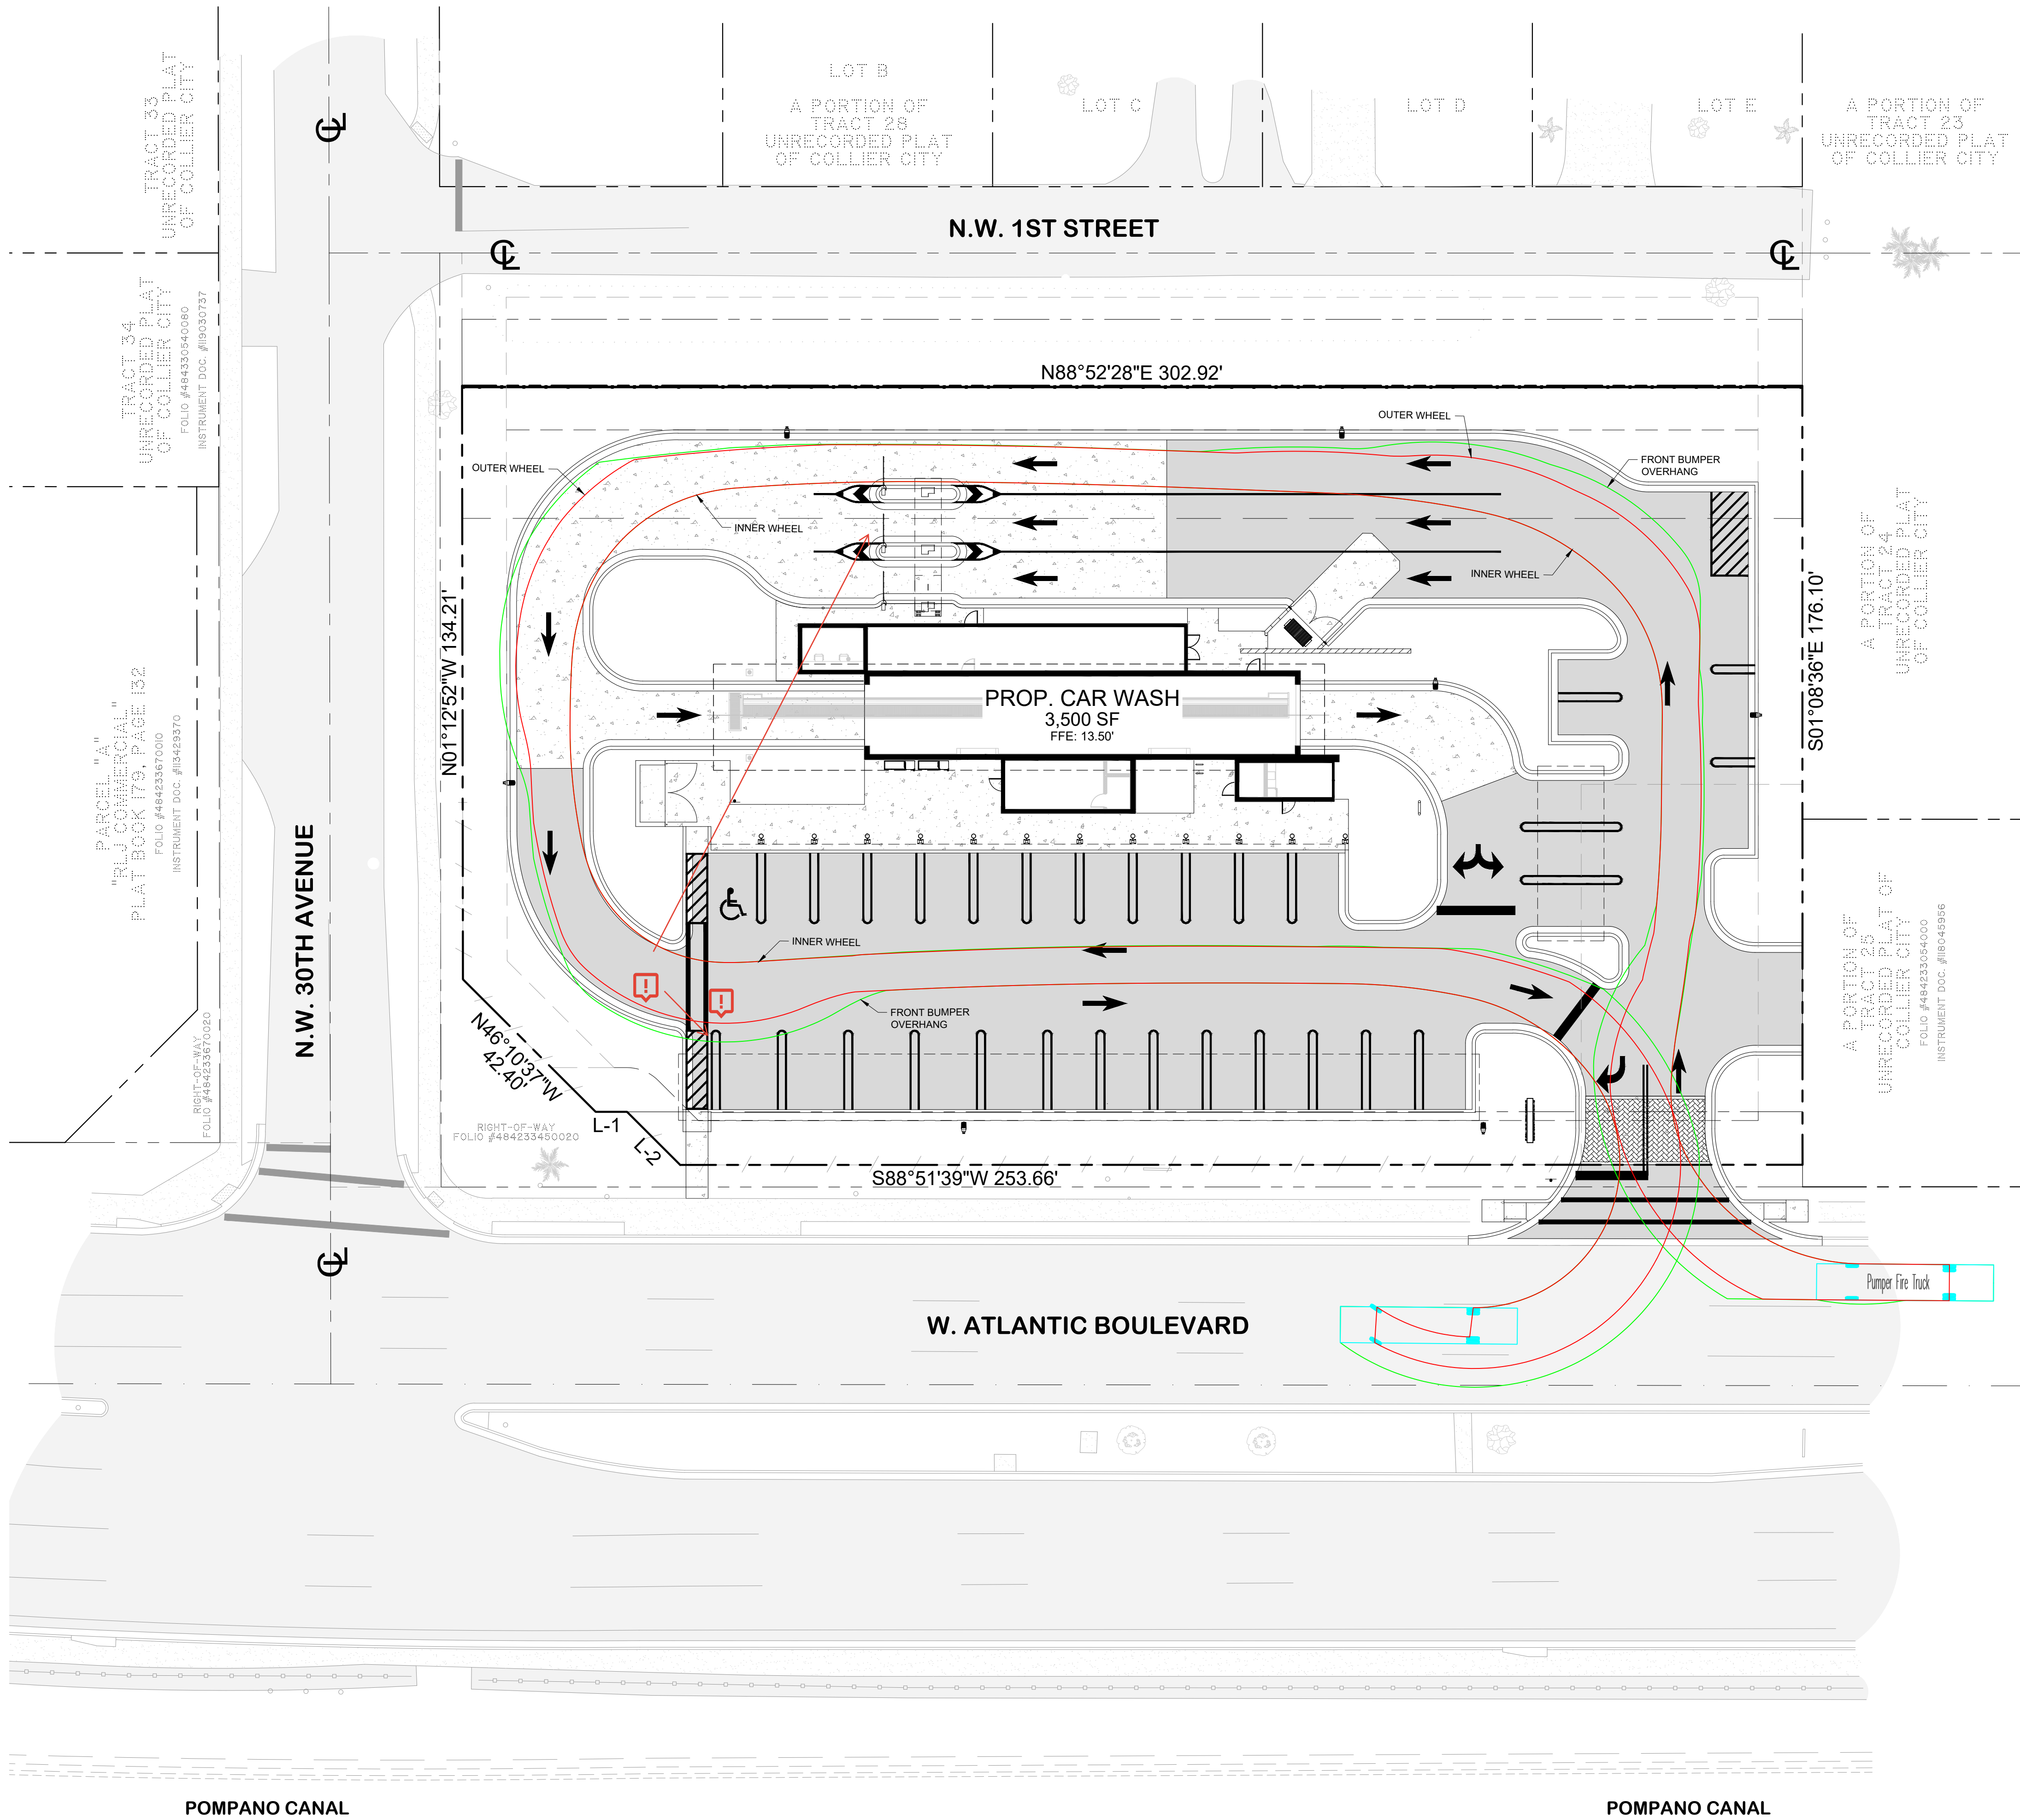 TRACT 33
UNRECORDED PLAT
OF COLLIER CITY
LOT B
A PORTION OF
TRACT 28
UNRECORDED PLAT
OF COLLIER CITY
LOT C
LOT D
LOT E
A PORTION OF
TRACT 23
UNRECORDED PLAT
OF COLLIER CITY
N.W. 1ST STREET
TRACT 34
UNRECORDED PLAT
OF COLLIER CITY
FOLIO #4842330540080
INSTRUMENT DOC. #119030737
N88°52'28"E 302.92'
OUTER WHEEL
OUTER WHEEL
FRONT BUMPER
OVERHANG
INNER WHEEL
INNER WHEEL
A PORTION OF
TRACT 24
UNRECORDED PLAT
OF COLLIER CITY
N01°12'52"W 134.21'
S01°08'36"E 176.10'
PROP. CAR WASH
3,500 SF
FFE: 13.50'
PARCEL "A"
"RLJ COMMERCIAL"
PLAT BOOK 179, PAGE 132
FOLIO #484233670010
INSTRUMENT DOC. #113429370
N.W. 30TH AVENUE
INNER WHEEL
FRONT BUMPER
OVERHANG
A PORTION OF
TRACT 25
UNRECORDED PLAT OF
COLLIER CITY
FOLIO #484233054000
INSTRUMENT DOC. #118045956
RIGHT-OF-WAY
FOLIO #484233670020
N46°10'37"W
42.40'
RIGHT-OF-WAY
FOLIO #484233450020
L-1
L-2
S88°51'39"W 253.66'
Pumper Fire Truck
W. ATLANTIC BOULEVARD
POMPANO CANAL
POMPANO CANAL